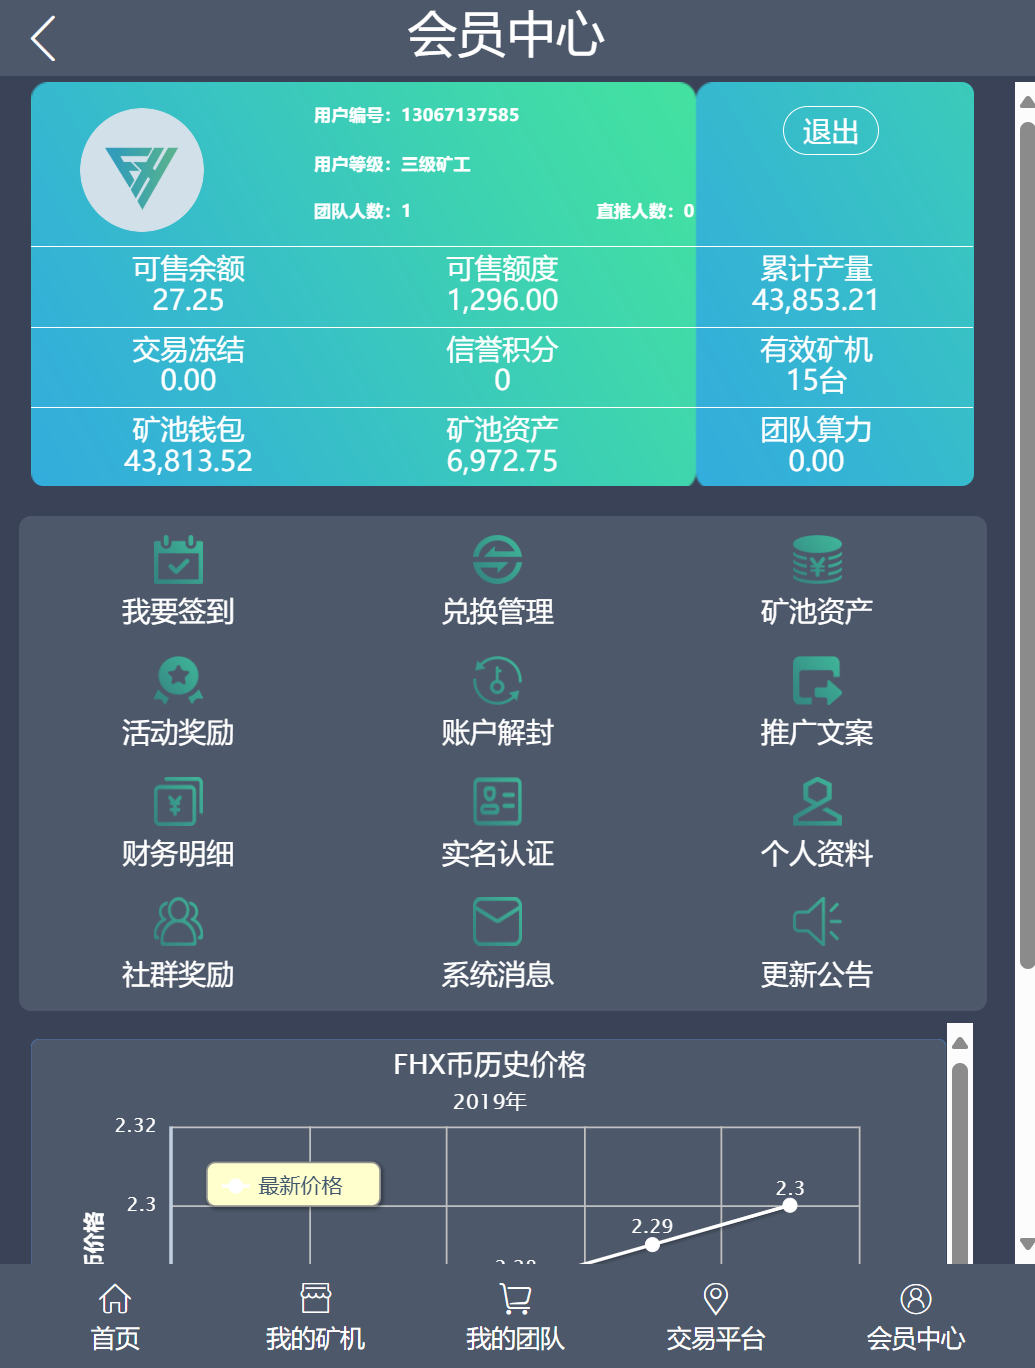 会员中心
用户编号：13067137585
退出
用户等级：三级矿工
团队人数：1 直推人数：0
可售余额 可售额度 累计产量
27.25 1,296.00 43,853.21
交易冻结 信誉积分 有效矿机
0.00 0 15台
矿池钱包 矿池资产 团队算力
43,813.52 6,972.75 0.00
我要签到 兑换管理 矿池资产
活动奖励 账户解封 推广文案
财务明细 实名认证 个人资料
社群奖励 系统消息 更新公告
FHX币历史价格
2019年
2.32
最新价格
2.3
2.3
2.29
币价格
首页 我的矿机 我的团队 交易平台 会员中心